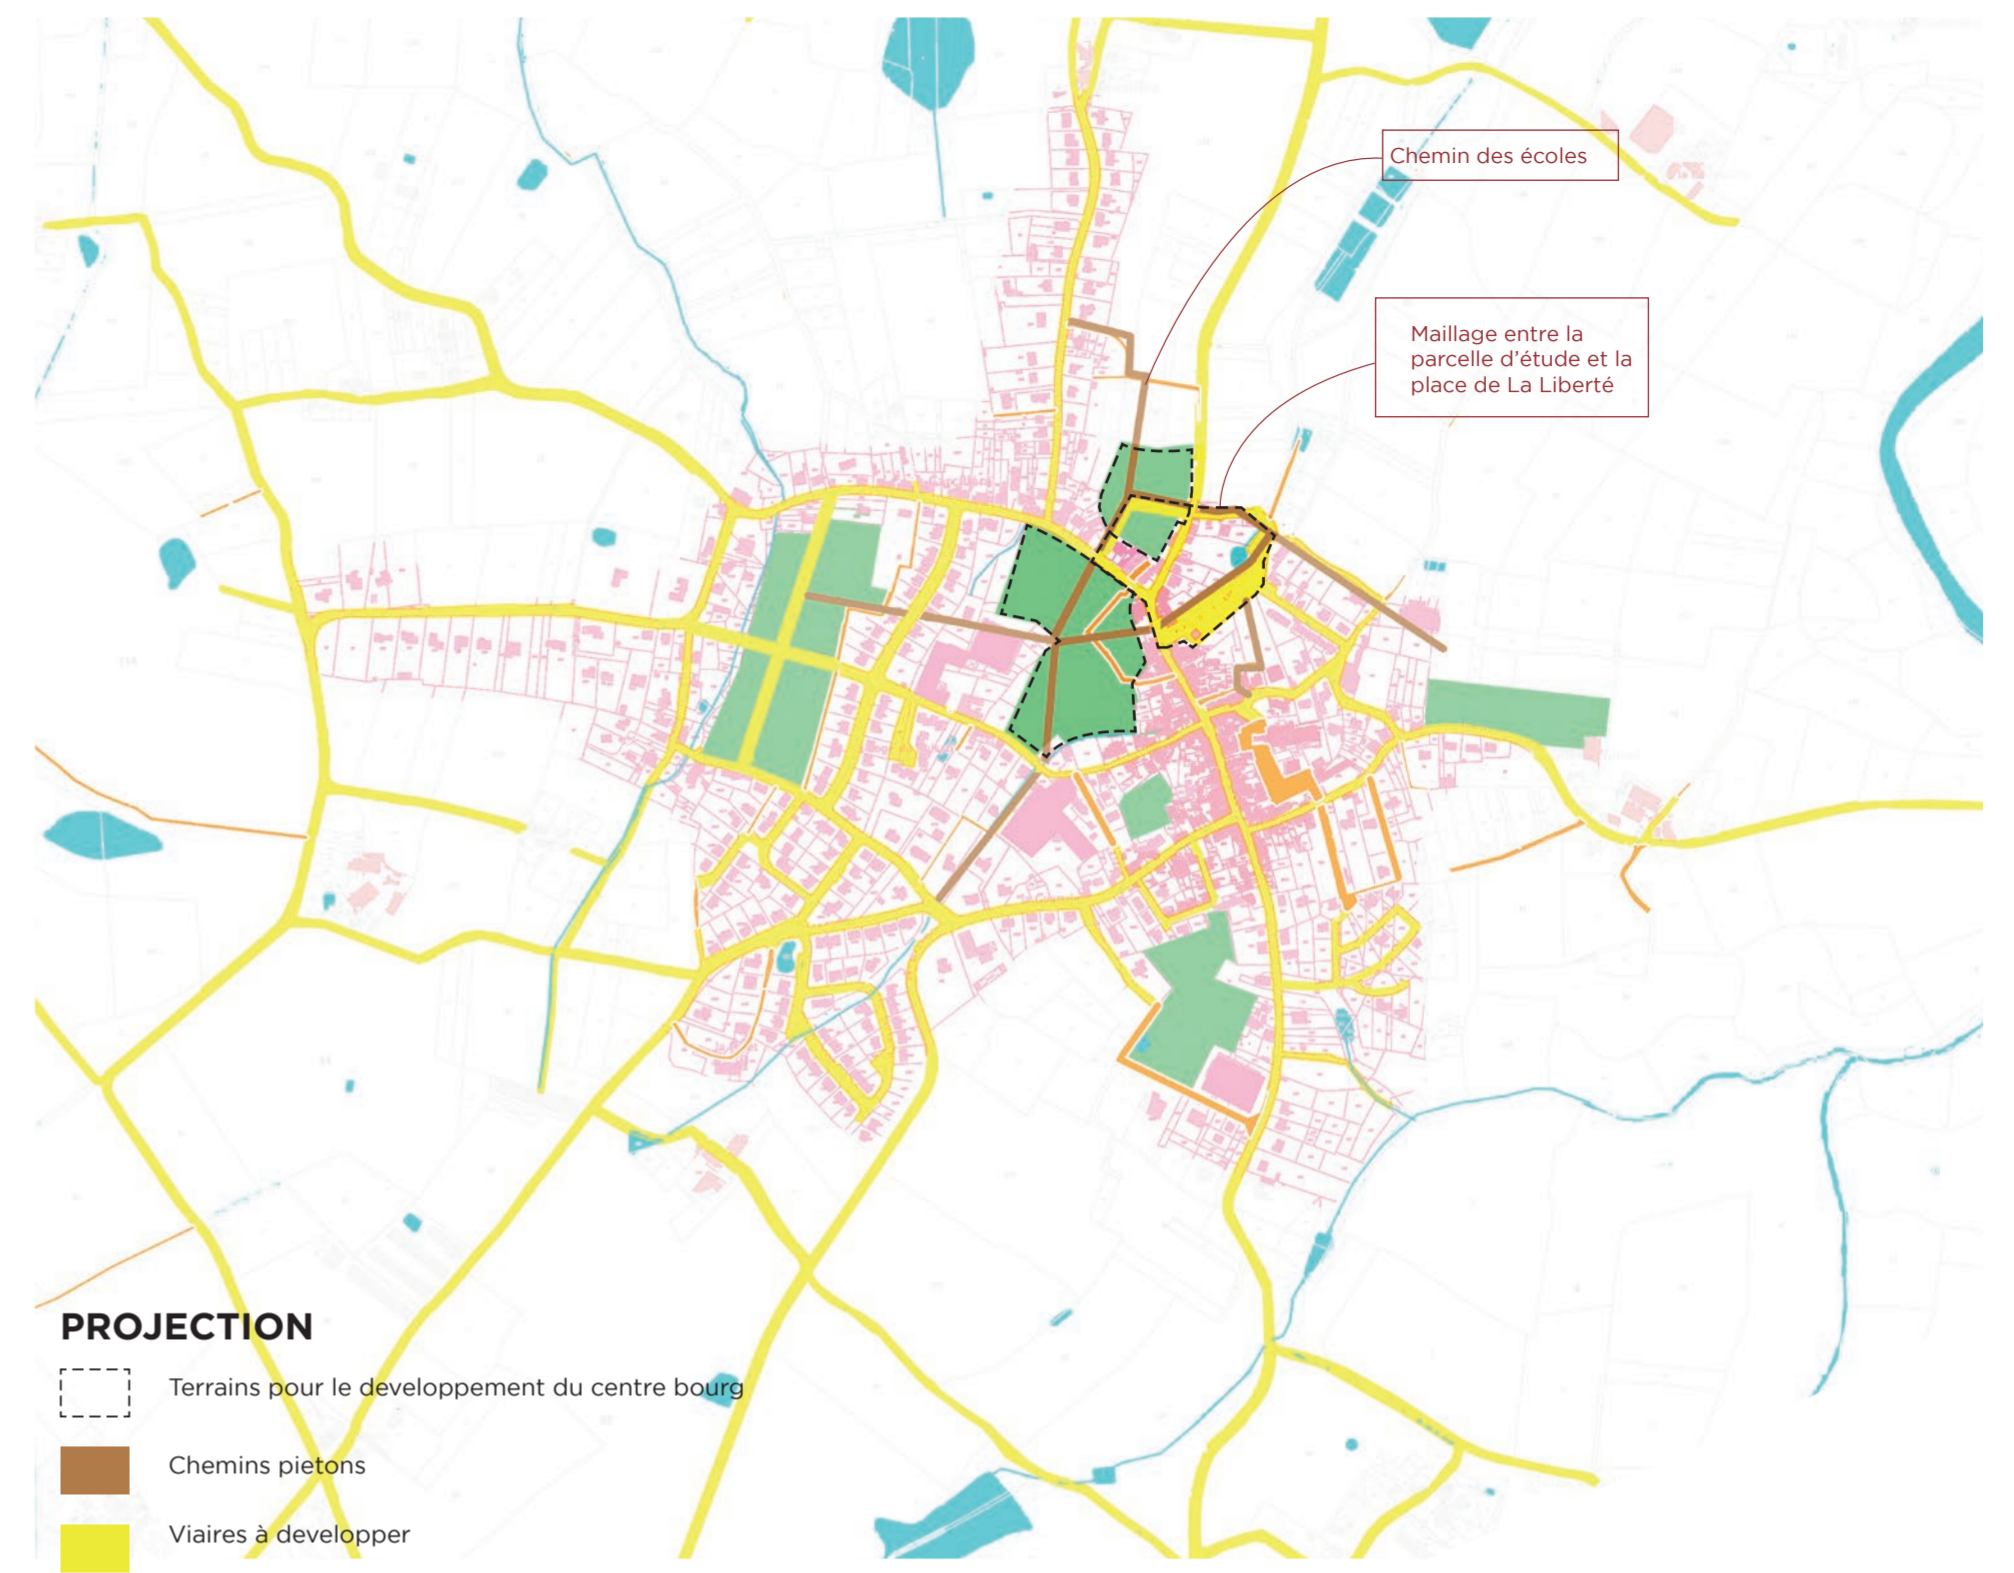 Chemin des écoles
Maillage entre la
parcelle d'étude et la
place de La Liberté
PROJECTION
Terrains pour le developpement du centre bourg
Chemins pietons
Viaires à developper